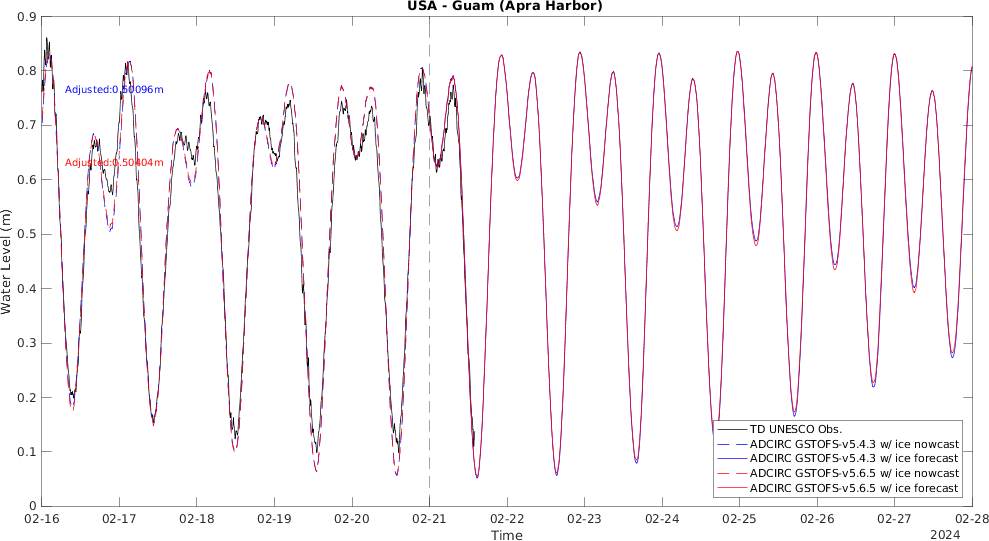 USA - Guam (Apra Harbor)
Water Level (m)
0.9
0.8
0.7
0.6
0.5
0.4
0.3
0.2
0.1
0
Adjusted:0.50096m
Adjusted:0.50404m
TD UNESCO Obs.
ADCIRC GSTOFS-v5.4.3 w/ ice nowcast
ADCIRC GSTOFS-v5.4.3 w/ ice forecast
ADCIRC GSTOFS-v5.6.5 w/ ice nowcast
ADCIRC GSTOFS-v5.6.5 w/ ice forecast
02-16 02-17 02-18 02-19 02-20 02-21 02-22 02-23 02-24 02-25 02-26 02-27 02-28
Time
2024